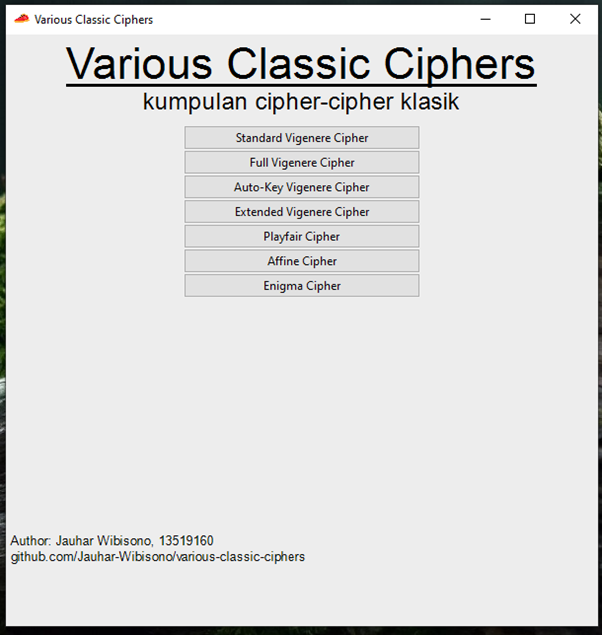 Various Classic Ciphers
Various Classic Ciphers
kumpulan cipher-cipher klasik
Standard Vigenere Cipher
Full Vigenere Cipher
Auto-Key Vigenere Cipher
Extended Vigenere Cipher
Playfair Cipher
Affine Cipher
Enigma Cipher
Author: Jauhar Wibisono, 13519160
github.com/Jauhar-Wibisono/various-classic-ciphers